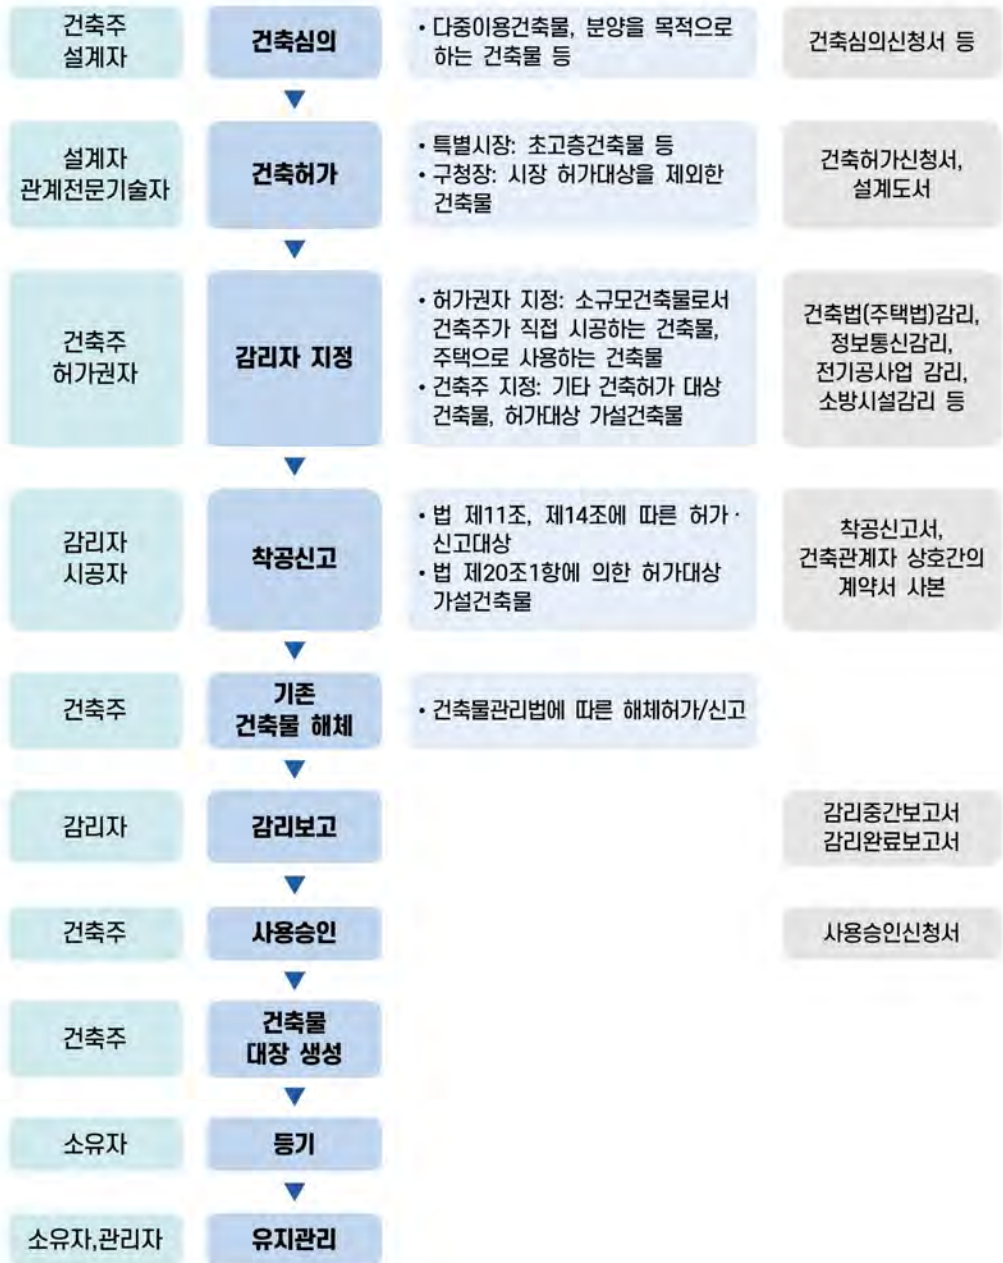 건축주
설계자
건축심의
• 다중이용건축물, 분양을 목적으로
하는 건축물 등
건축심의신청서 등
설계자
관계전문기술자
건축허가
• 특별시장: 초고층건축물 등
• 구청장: 시장 허가대상을 제외한
건축물
건축허가신청서,
설계도서
건축주
허가권자
감리자 지정
• 허가권자 지정: 소규모건축물로서
건축주가 직접 시공하는 건축물,
주택으로 사용하는 건축물
• 건축주 지정: 기타 건축허가 대상
건축물, 허가대상 가설건축물
건축법(주택법)감리,
정보통신감리,
전기공사업 감리,
소방시설감리 등
감리자
시공자
착공신고
• 법 제11조, 제14조에 따른 허가·
신고대상
• 법 제20조1항에 의한 허가대상
가설건축물
착공신고서,
건축관계자 상호간의
계약서 사본
건축주
기존
건축물 해체
• 건축물관리법에 따른 해체허가/신고
감리자
감리보고
감리중간보고서
감리완료보고서
건축주
사용승인
사용승인신청서
건축주
건축물
대장 생성
소유자
등기
소유자,관리자
유지관리